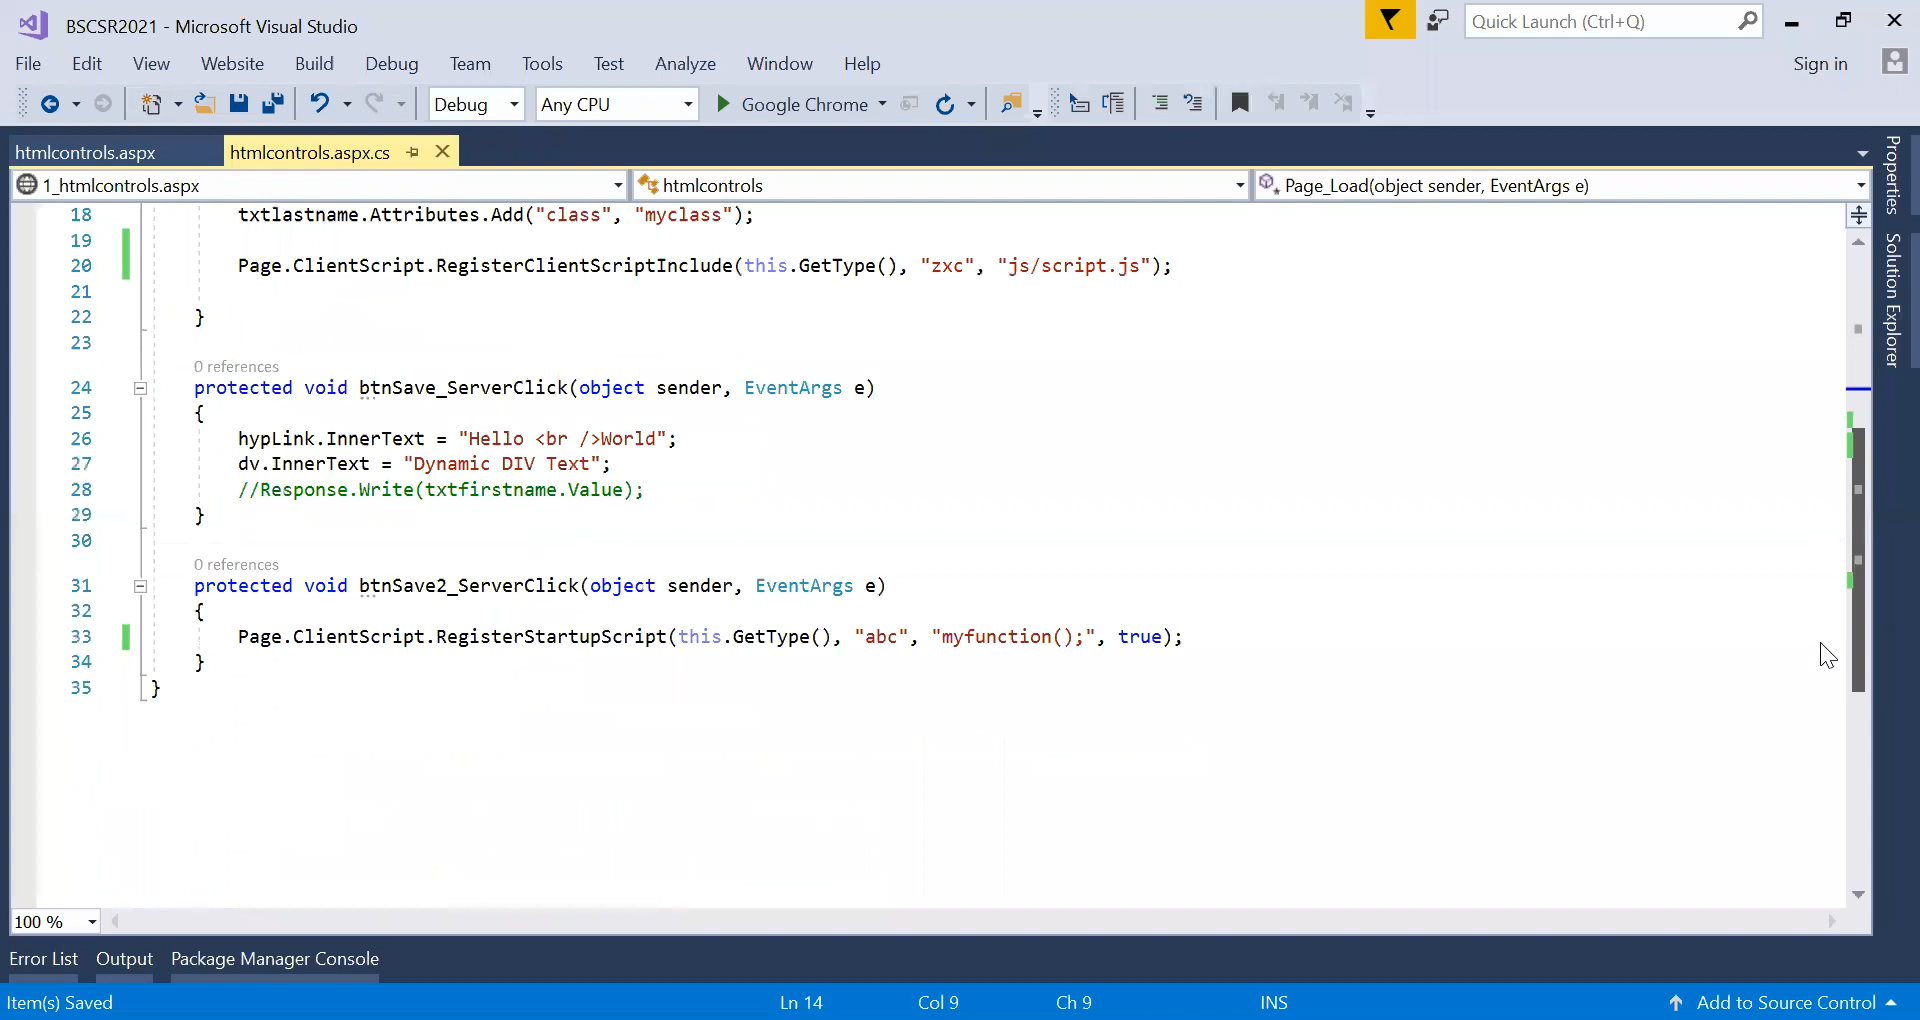 BSCSR2021 - Microsoft Visual Studio
Quick Launch (Ctrl+Q)
File Edit View Website Build Debug Team Tools Test Analyze Window Help
Sign in
Debug Any CPU Google Chrome
htmlcontrols.aspx htmlcontrols.aspx.cs
1_htmlcontrols.aspx htmlcontrols Page_Load(object sender, EventArgs e)
Properties
Solution Explorer
18 txtlastname.Attributes.Add("class", "myclass");
19
20 Page.ClientScript.RegisterClientScriptInclude(this.GetType(), "zxc", "js/script.js");
21
22 }
23
0 references
24 protected void btnSave_ServerClick(object sender, EventArgs e)
25 {
26 hypLink.InnerText = "Hello <br />World";
27 dv.InnerText = "Dynamic DIV Text";
28 //Response.Write(txtfirstname.Value);
29 }
30
0 references
31 protected void btnSave2_ServerClick(object sender, EventArgs e)
32 {
33 Page.ClientScript.RegisterStartupScript(this.GetType(), "abc", "myfunction();", true);
34 }
35 }
100 %
Error List Output Package Manager Console
Item(s) Saved Ln 14 Col 9 Ch 9 INS Add to Source Control